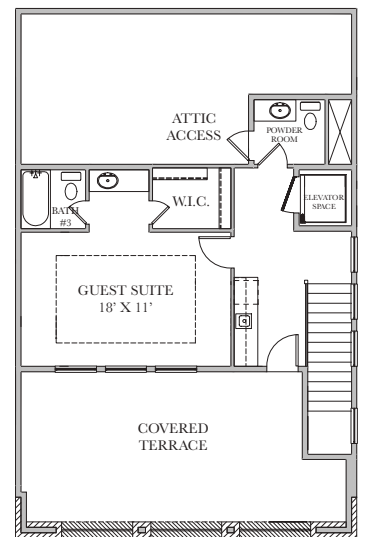 ATTIC
ACCESS
POWDER
ROOM
BATH
#3
W.I.C.
ELEVATOR
SPACE
GUEST SUITE
18' X 11'
COVERED
TERRACE